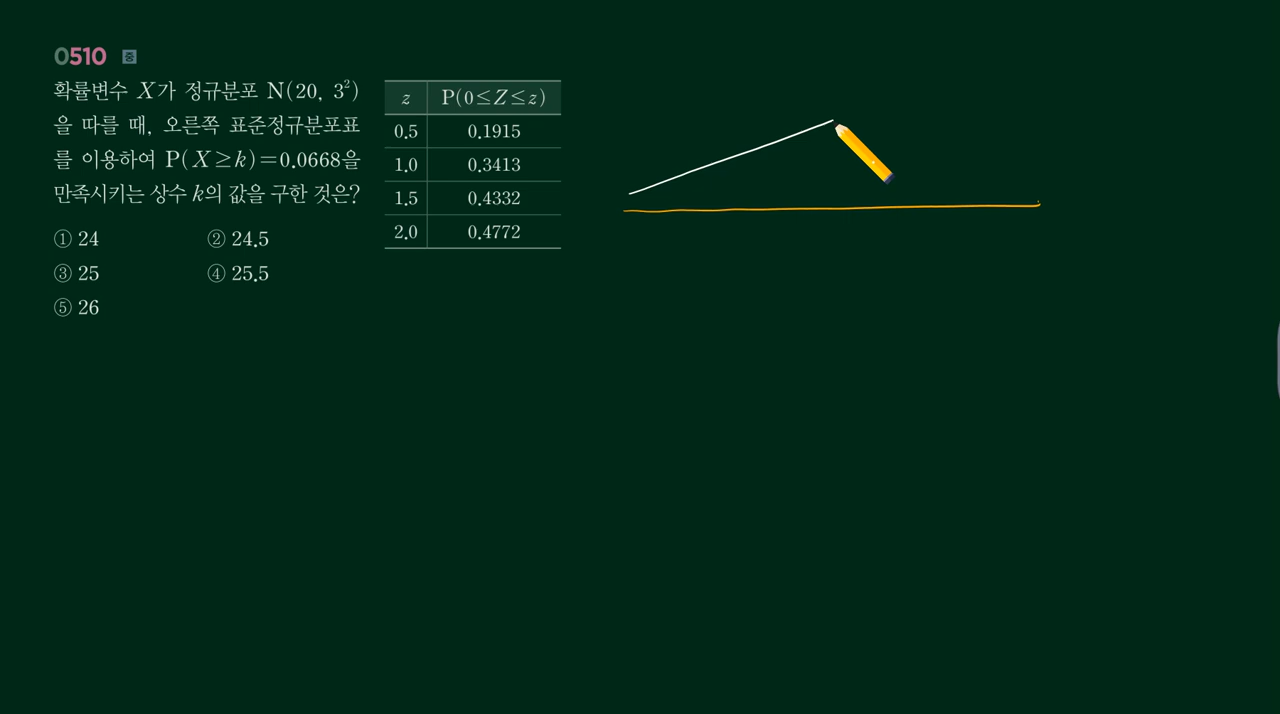 0510 중
확률변수 X가 정규분포 N(20, 3²)
을 따를 때, 오른쪽 표준정규분포표
를 이용하여 P(X≥k)=0.0668을
만족시키는 상수 k의 값을 구한 것은?
① 24 ② 24.5
③ 25 ④ 25.5
⑤ 26
z P(0≤Z≤z)
0.5 0.1915
1.0 0.3413
1.5 0.4332
2.0 0.4772